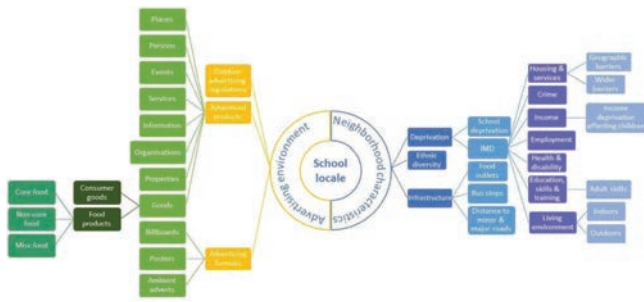 Places
Persons
Events
Services
Information
Organisations
Properties
Goods
Billboards
Posters
Ambient adverts
Consumer goods
Food products
Core food
Non-core food
Misc food
Outdoor advertising regulations
Advertised products
Advertising formats
Advertising environment
School locale
Neighborhood characteristics
Deprivation
Ethnic diversity
Infrastructure
School deprivation
IMD
Food outlets
Bus stops
Distance to minor & major roads
Housing & services
Crime
Income
Employment
Health & disability
Education, skills & training
Living environment
Geographic barriers
Wider barriers
Income deprivation affecting children
Adult skills
Indoors
Outdoors